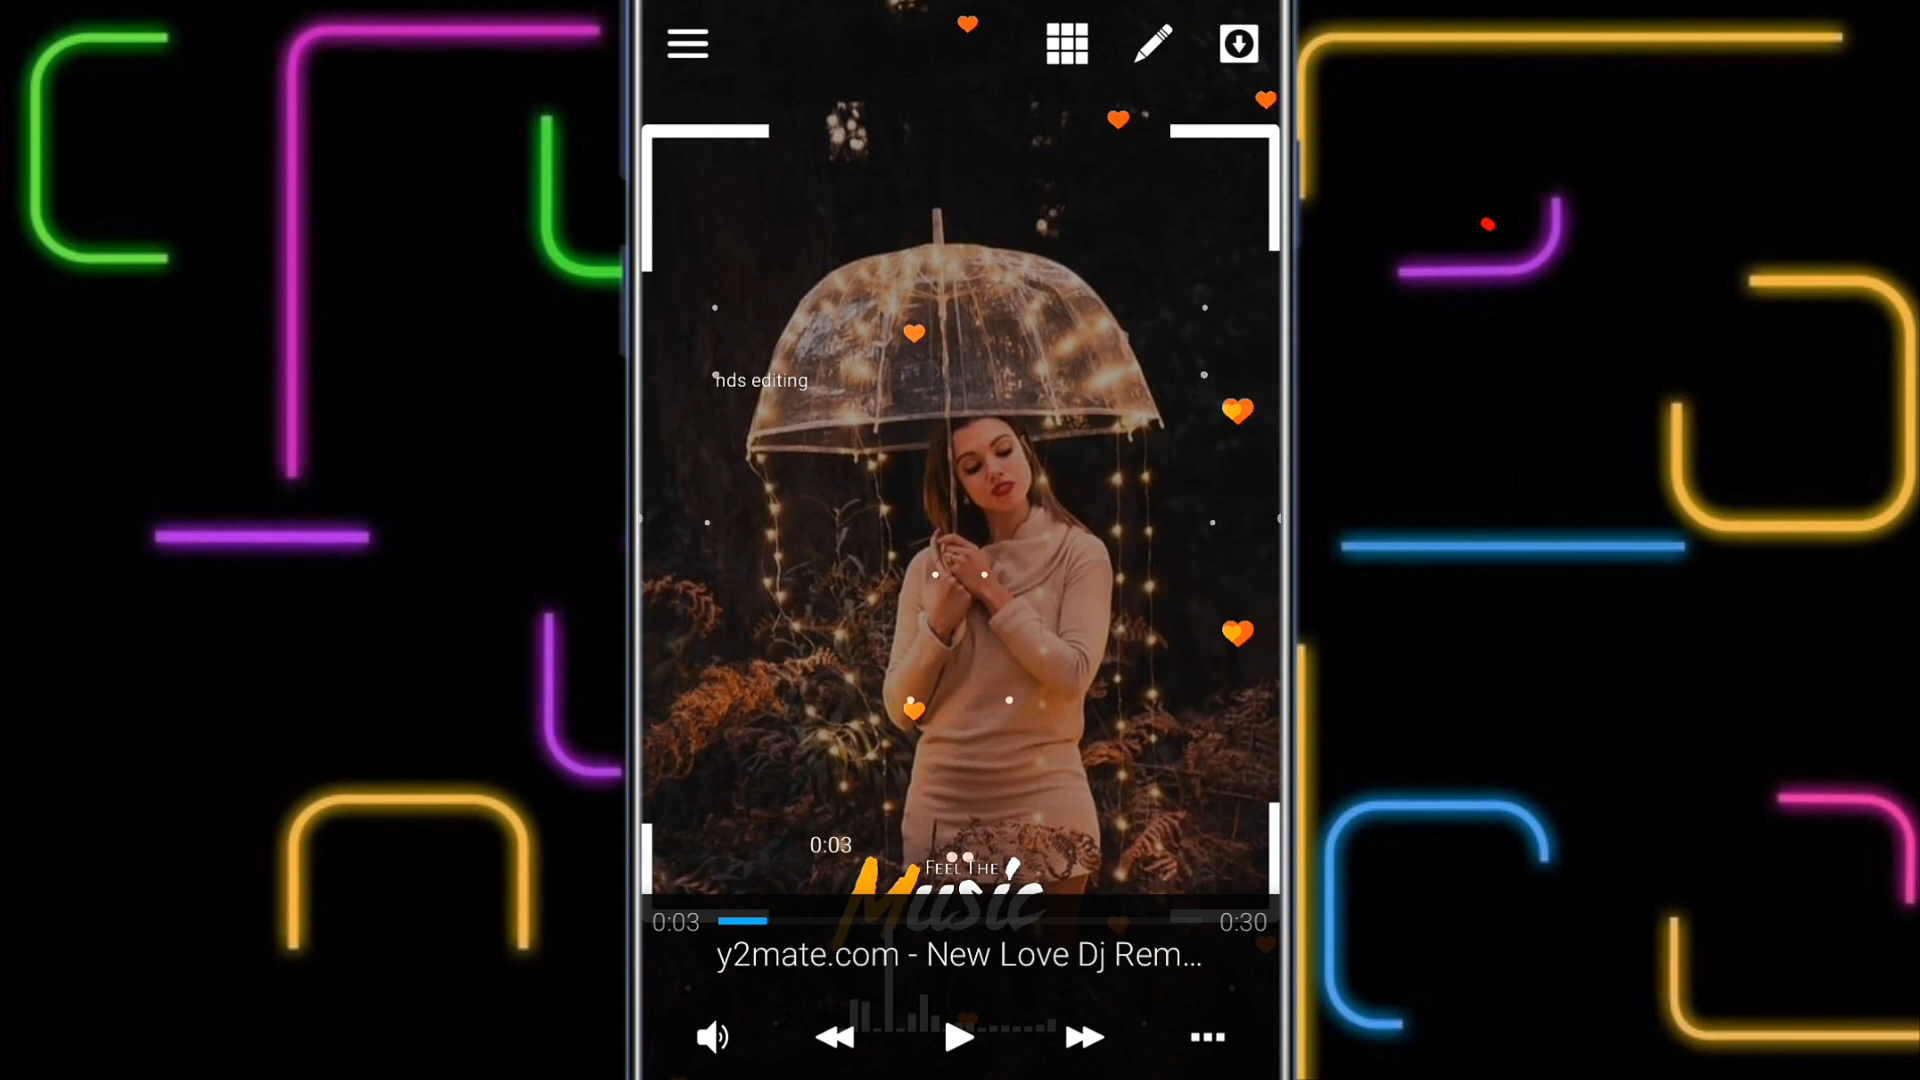 nds editing
0:03
FEEL THE
Music
0:03
0:30
y2mate.com - New Love Dj Rem...